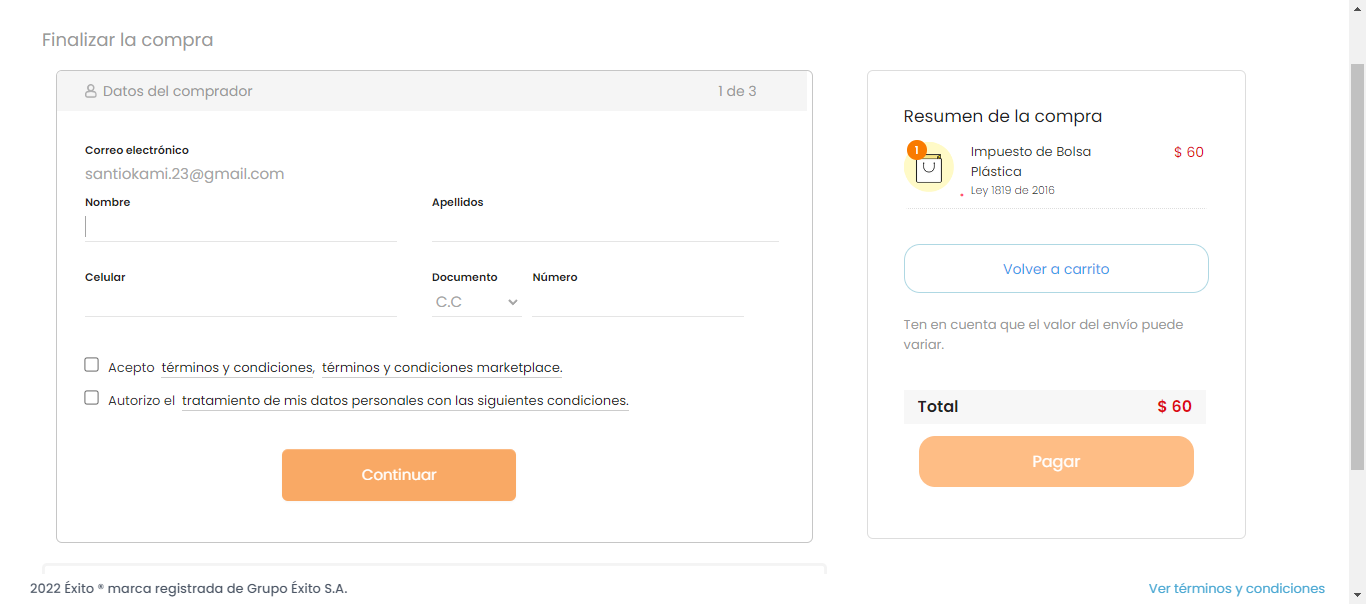 Finalizar la compra
Datos del comprador
1 de 3
Correo electrónico
santiokami.23@gmail.com
Nombre
Apellidos
Celular
Documento
Número
C.C
Acepto términos y condiciones, términos y condiciones marketplace.
Autorizo el tratamiento de mis datos personales con las siguientes condiciones.
Continuar
Resumen de la compra
1
Impuesto de Bolsa
Plástica
$ 60
Ley 1819 de 2016
Volver a carrito
Ten en cuenta que el valor del envío puede
variar.
Total
$ 60
Pagar
2022 Éxito ® marca registrada de Grupo Éxito S.A.
Ver términos y condiciones